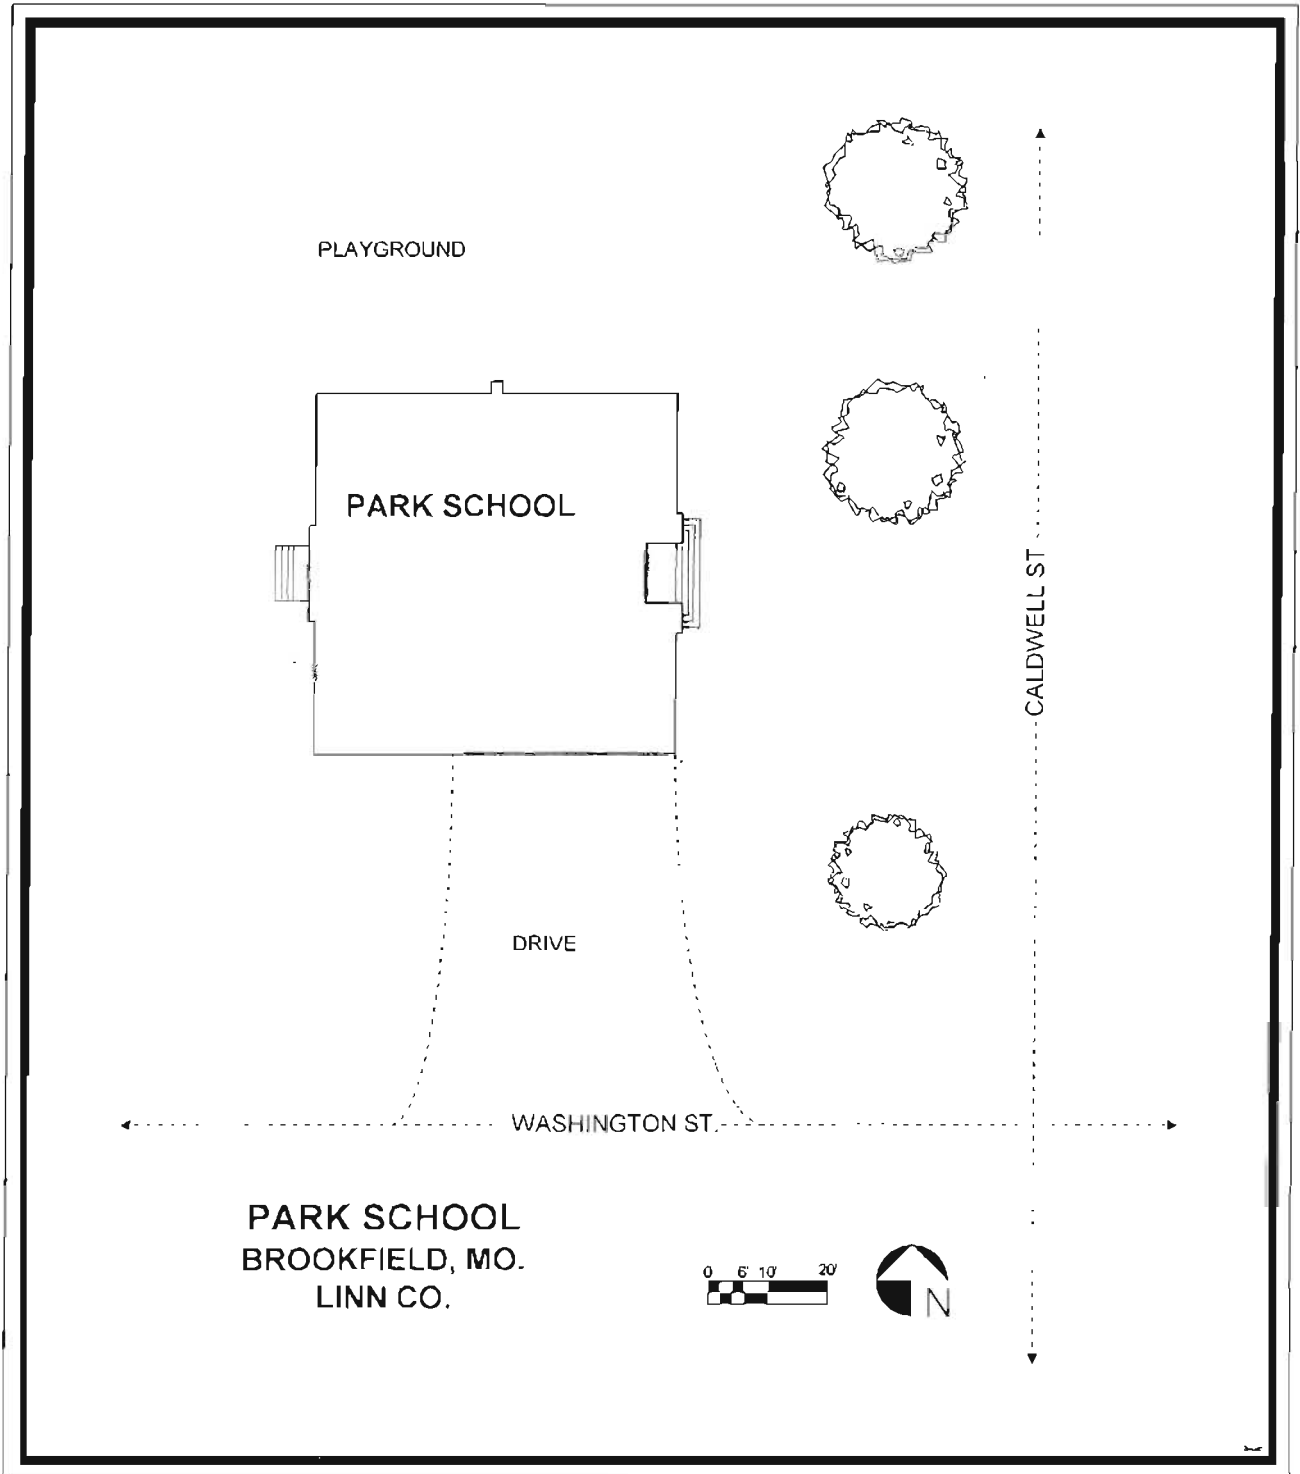 PLAYGROUND
PARK SCHOOL
CALDWELL ST
DRIVE
WASHINGTON ST.
PARK SCHOOL
BROOKFIELD, MO.
LINN CO.
0 6' 10' 20'
N